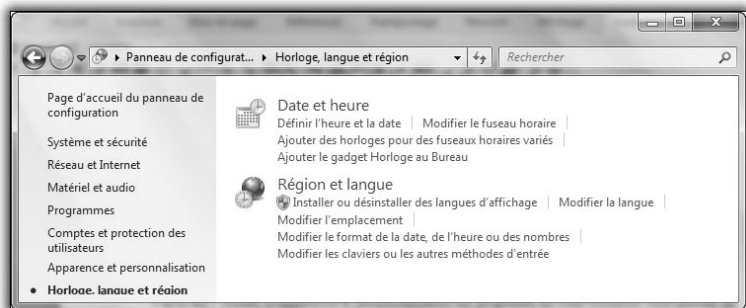 Panneau de configurat... Horloge, langue et région
Rechercher
Page d'accueil du panneau de
configuration
Système et sécurité
Réseau et Internet
Matériel et audio
Programmes
Comptes et protection des
utilisateurs
Apparence et personnalisation
Horloge, langue et région
Date et heure
Définir l'heure et la date | Modifier le fuseau horaire |
Ajouter des horloges pour des fuseaux horaires variés |
Ajouter le gadget Horloge au Bureau
Région et langue
Installer ou désinstaller des langues d'affichage | Modifier la langue |
Modifier l'emplacement |
Modifier le format de la date, de l'heure ou des nombres |
Modifier les claviers ou les autres méthodes d'entrée